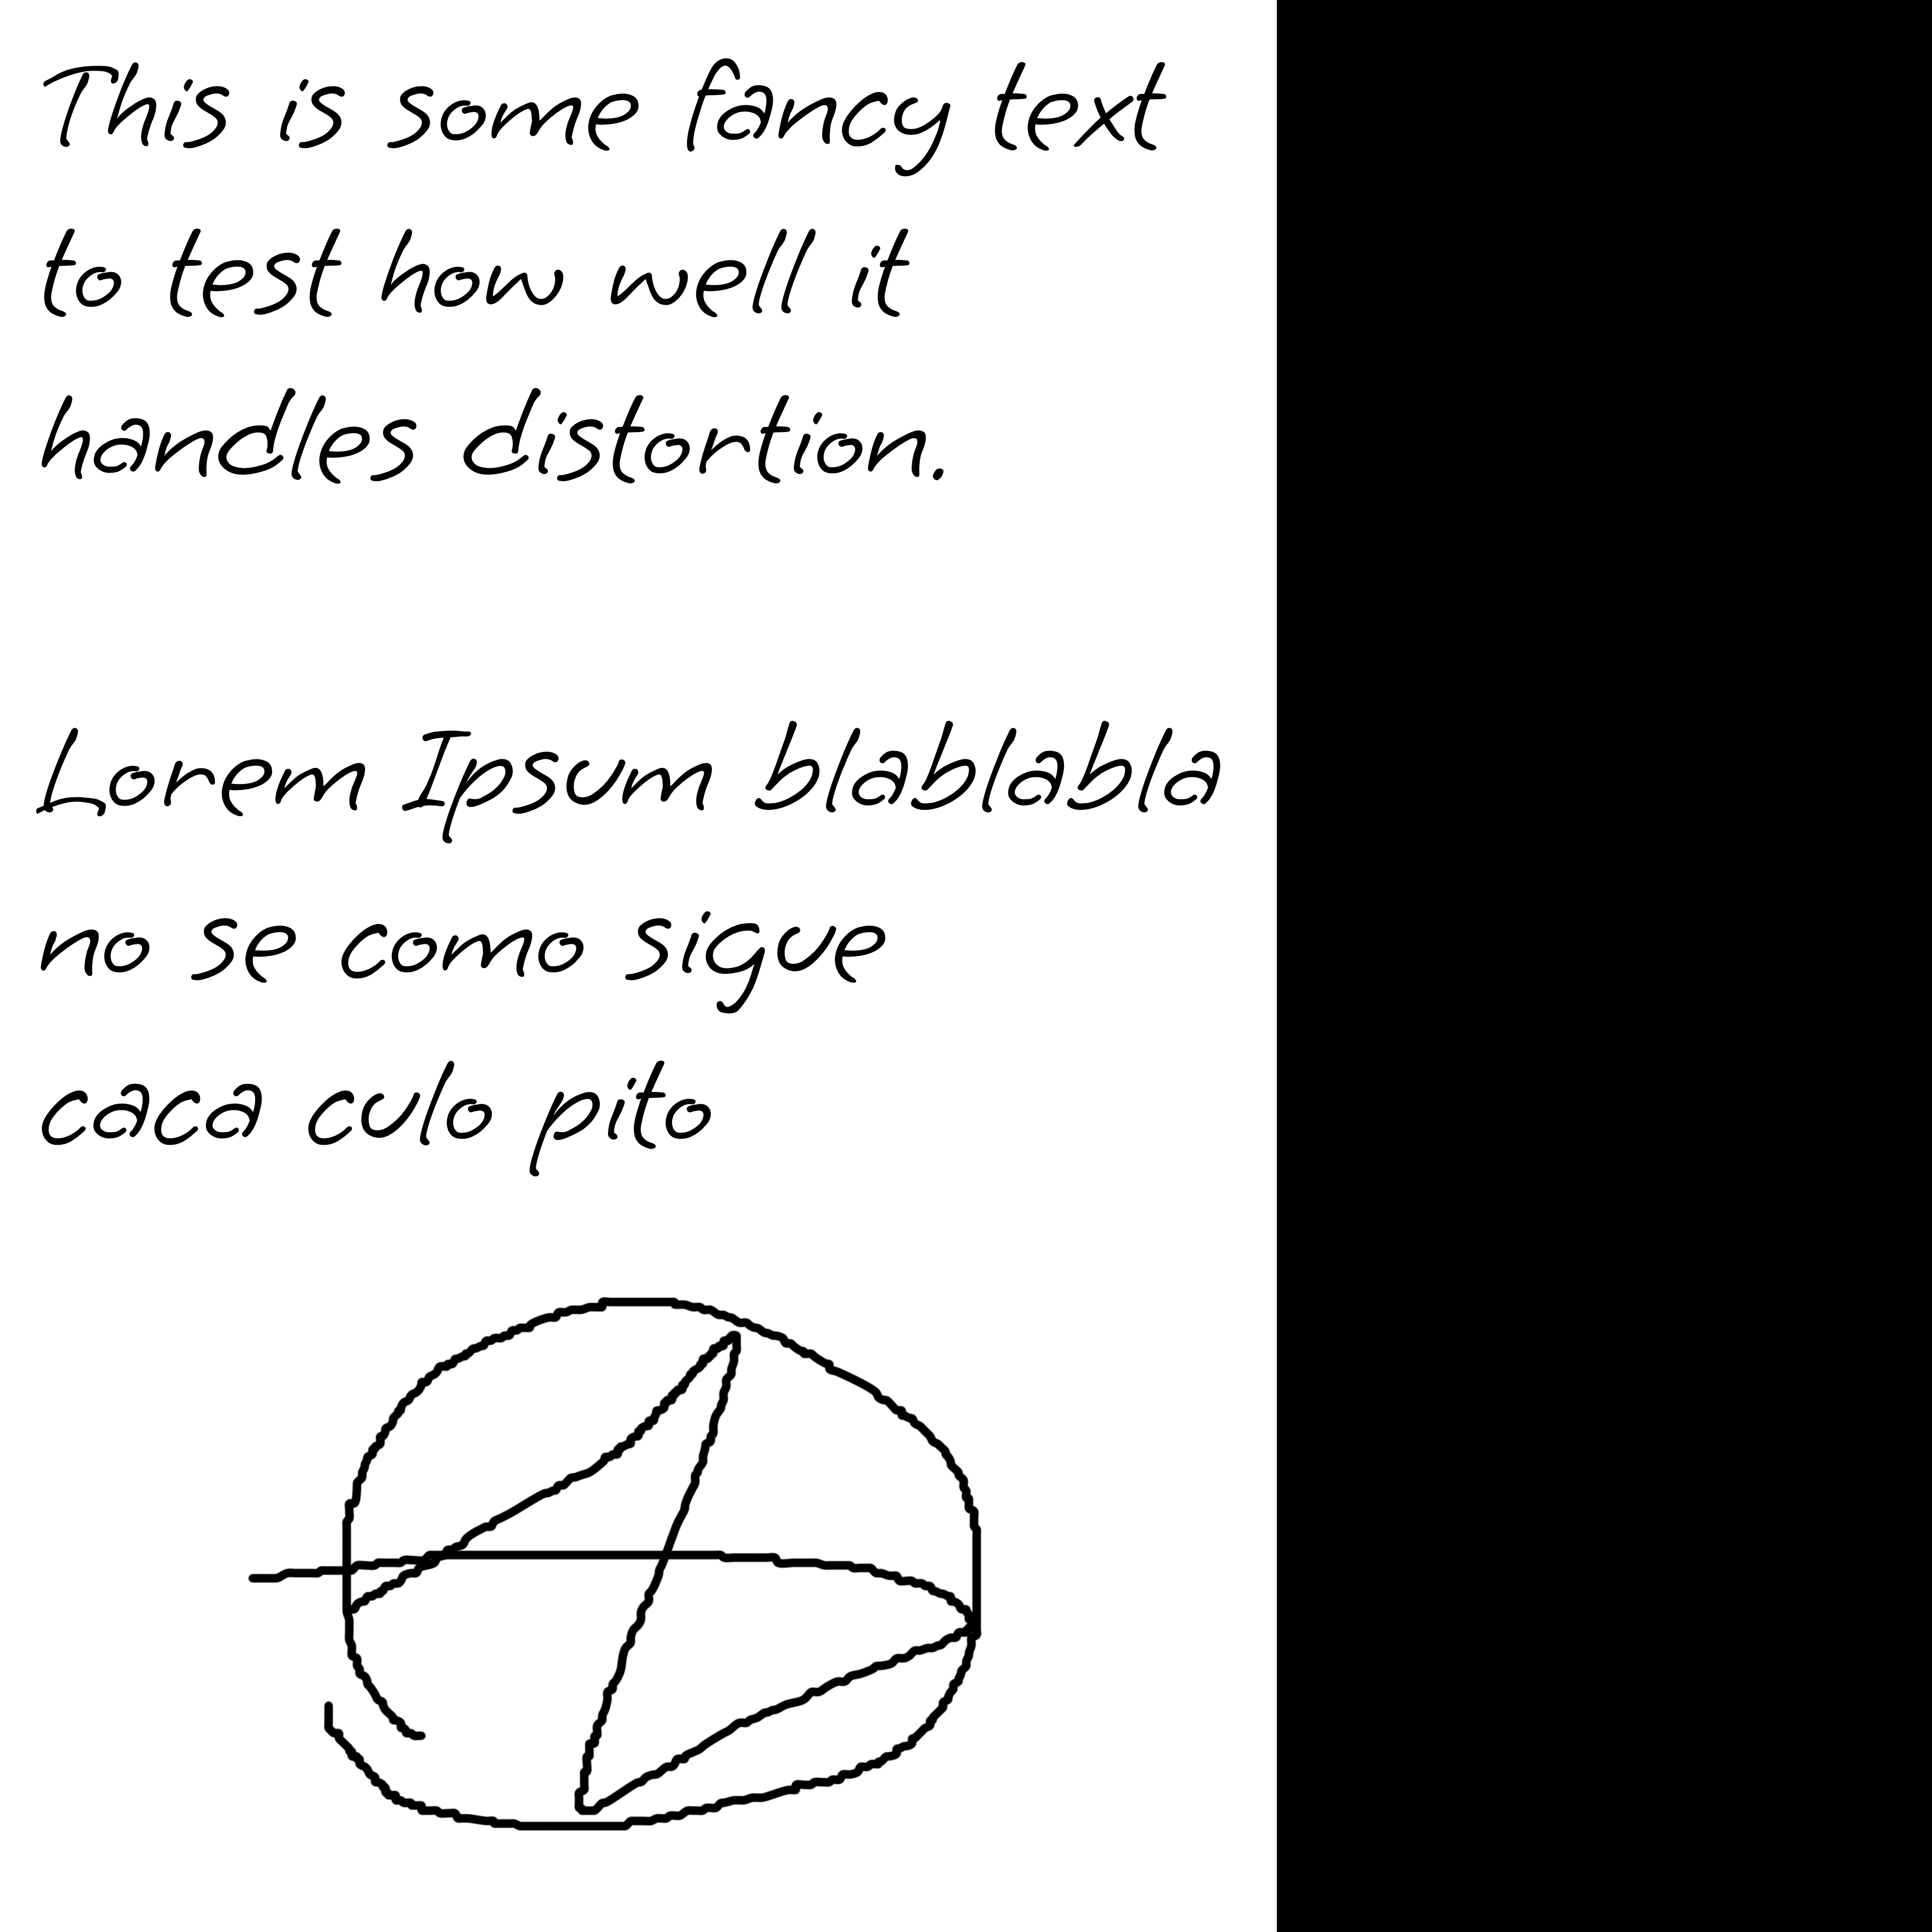 This is some fancy text
to test how well it
handles distortion.
Lorem Ipsum blablabla
no se como sigue
caca culo pito